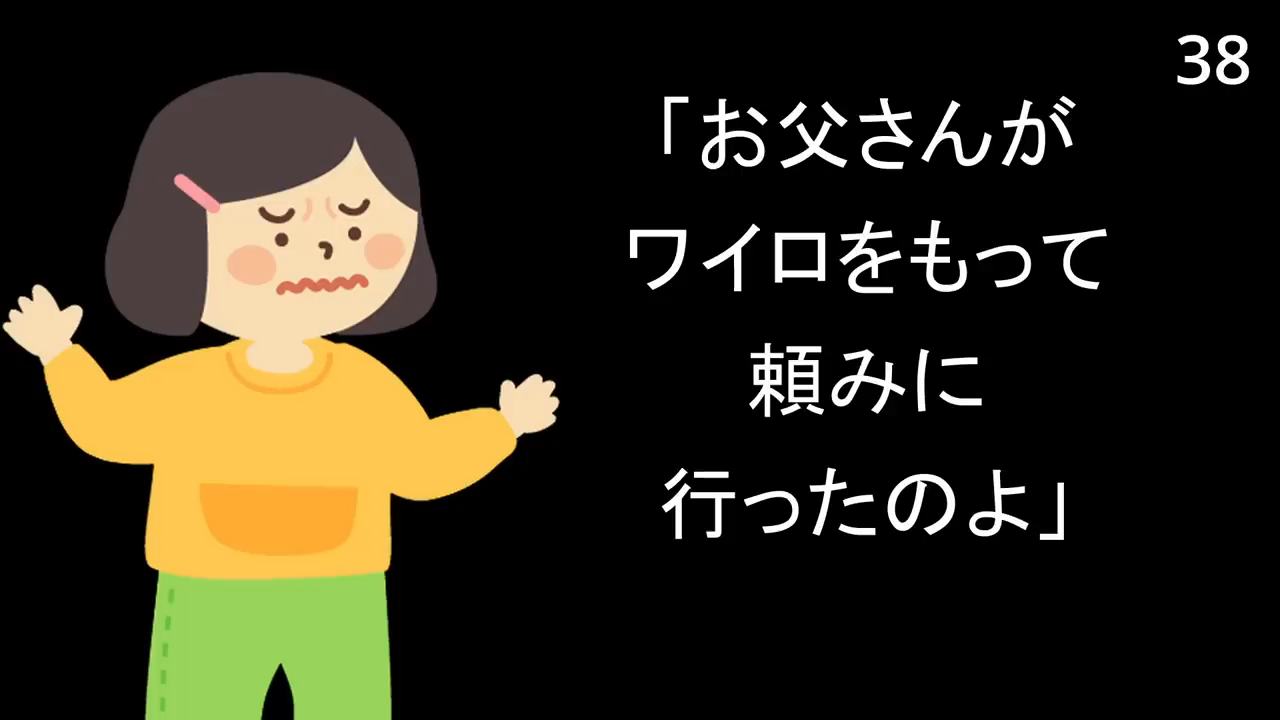 38
「お父さんが
ワイロをもって
頼みに
行ったのよ」